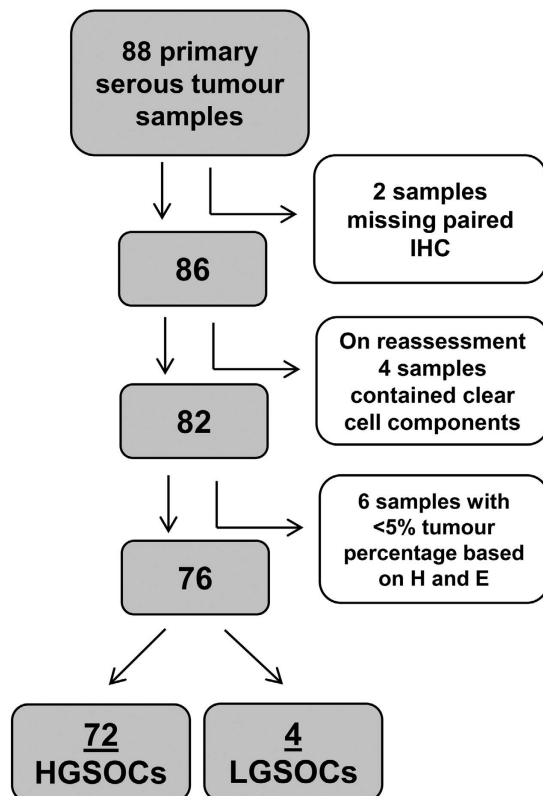 88 primary
serous tumour
samples
2 samples
missing paired
IHC
86
On reassessment
4 samples
contained clear
cell components
82
6 samples with
<5% tumour
percentage based
on H and E
76
72
HGSOCs
4
LGSOCs